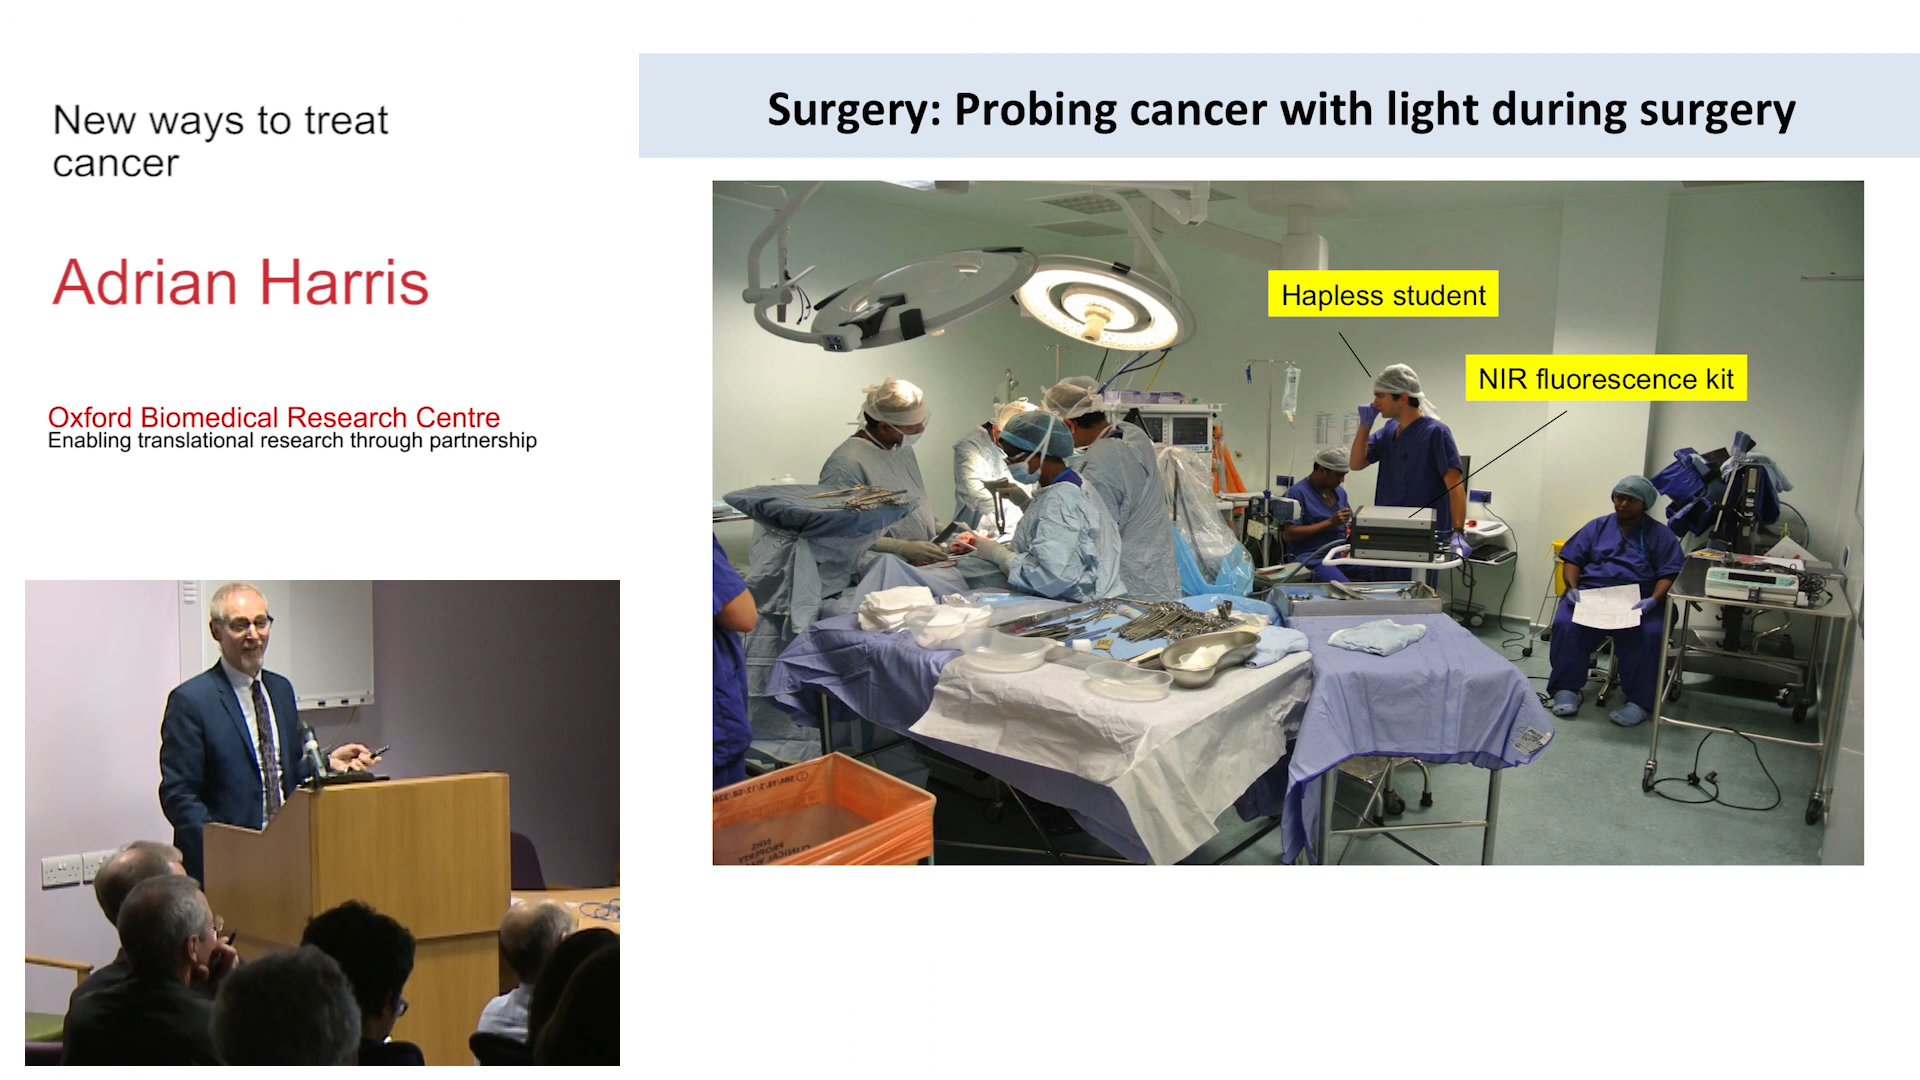 New ways to treat
cancer
Adrian Harris
Oxford Biomedical Research Centre
Enabling translational research through partnership
Surgery: Probing cancer with light during surgery
Hapless student
NIR fluorescence kit